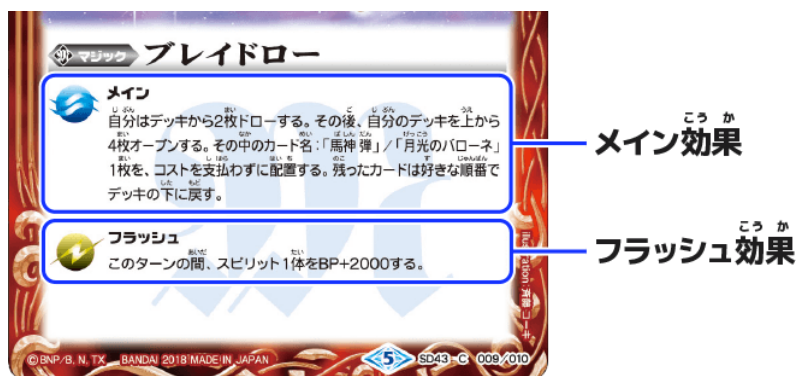 マジック ブレイドロー
メイン
自分はデッキから2枚ドローする。その後、自分のデッキを上から
4枚オープンする。その中のカード名:「馬神 弾」/「月光のバローネ」
1枚を、コストを支払わずに配置する。残ったカードは好きな順番で
デッキの下に戻す。
フラッシュ
このターンの間、スピリット1体をBP+2000する。
メイン効果
フラッシュ効果
Illustration:斉藤コーキ
©BNP/B, N, TX BANDAI 2018 MADE IN JAPAN 5 SD43-C 009/010